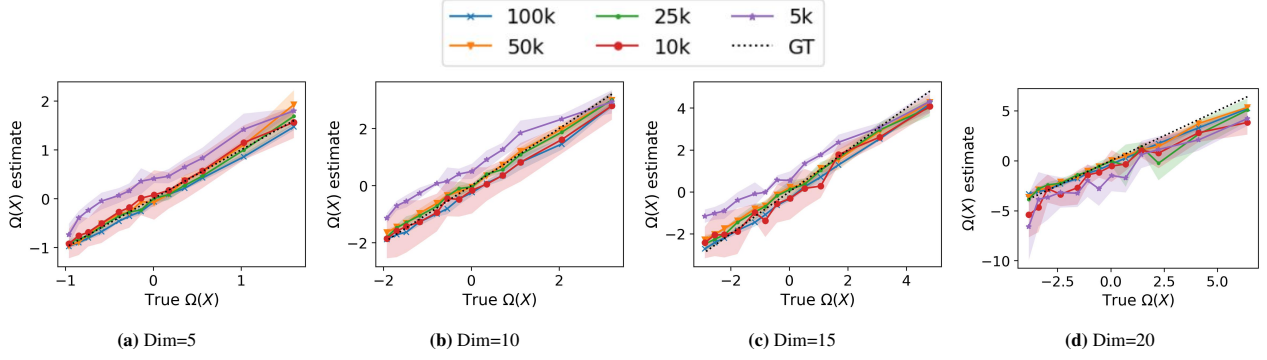 100k 25k 5k
50k 10k GT
Ω(X) estimate
2
1
0
−1
−1 0 1
True Ω(X)
(a) Dim=5
Ω(X) estimate
2
0
−2
−2 0 2
True Ω(X)
(b) Dim=10
Ω(X) estimate
4
2
0
−2
−2 0 2 4
True Ω(X)
(c) Dim=15
Ω(X) estimate
5
0
−5
−10
−2.5 0.0 2.5 5.0
True Ω(X)
(d) Dim=20